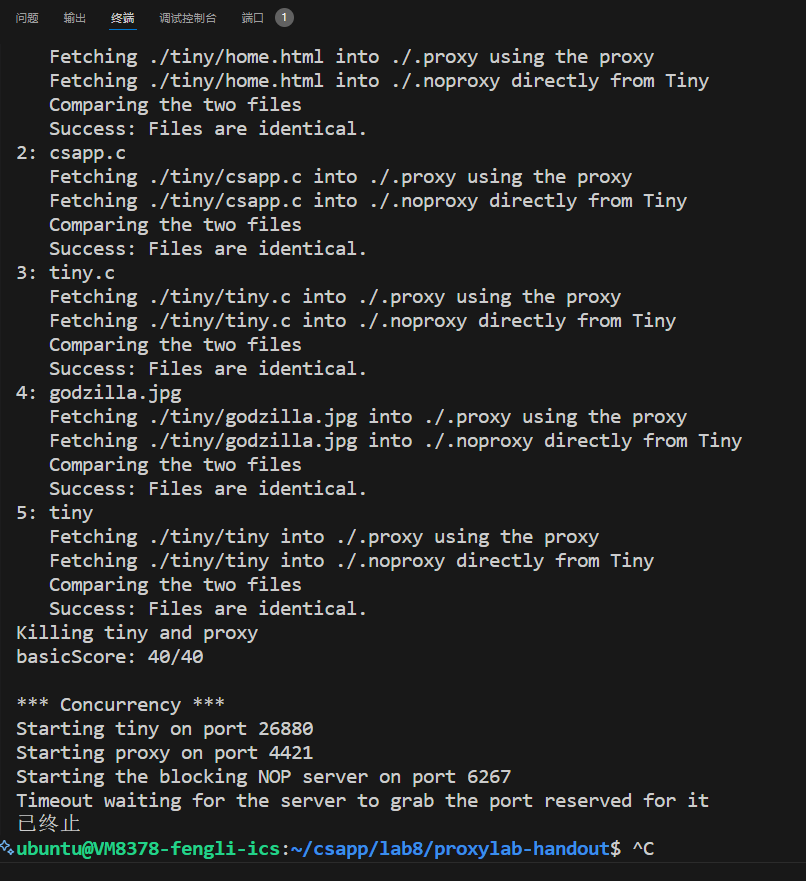 问题 输出 终端 调试控制台 端口 1
Fetching ./tiny/home.html into ./.proxy using the proxy
Fetching ./tiny/home.html into ./.noproxy directly from Tiny
Comparing the two files
Success: Files are identical.
2: csapp.c
Fetching ./tiny/csapp.c into ./.proxy using the proxy
Fetching ./tiny/csapp.c into ./.noproxy directly from Tiny
Comparing the two files
Success: Files are identical.
3: tiny.c
Fetching ./tiny/tiny.c into ./.proxy using the proxy
Fetching ./tiny/tiny.c into ./.noproxy directly from Tiny
Comparing the two files
Success: Files are identical.
4: godzilla.jpg
Fetching ./tiny/godzilla.jpg into ./.proxy using the proxy
Fetching ./tiny/godzilla.jpg into ./.noproxy directly from Tiny
Comparing the two files
Success: Files are identical.
5: tiny
Fetching ./tiny/tiny into ./.proxy using the proxy
Fetching ./tiny/tiny into ./.noproxy directly from Tiny
Comparing the two files
Success: Files are identical.
Killing tiny and proxy
basicScore: 40/40
*** Concurrency ***
Starting tiny on port 26880
Starting proxy on port 4421
Starting the blocking NOP server on port 6267
Timeout waiting for the server to grab the port reserved for it
已终止
ubuntu@VM8378-fengli-ics:~/csapp/lab8/proxylab-handout$ ^C